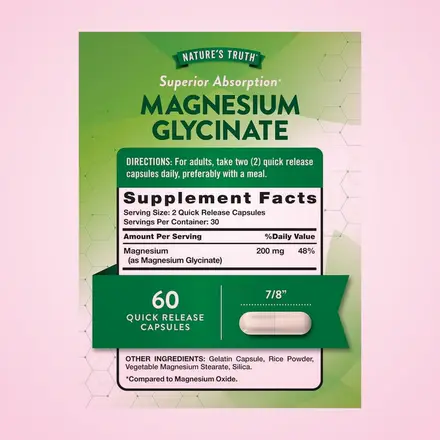 NATURE'S TRUTH®
Superior Absorption*
MAGNESIUM
GLYCINATE
DIRECTIONS: For adults, take two (2) quick release
capsules daily, preferably with a meal.
Supplement Facts
Serving Size: 2 Quick Release Capsules
Servings Per Container: 30
Amount Per Serving %Daily Value
Magnesium 200 mg 48%
(as Magnesium Glycinate)
60
QUICK RELEASE
CAPSULES
7/8"
OTHER INGREDIENTS: Gelatin Capsule, Rice Powder,
Vegetable Magnesium Stearate, Silica.
*Compared to Magnesium Oxide.